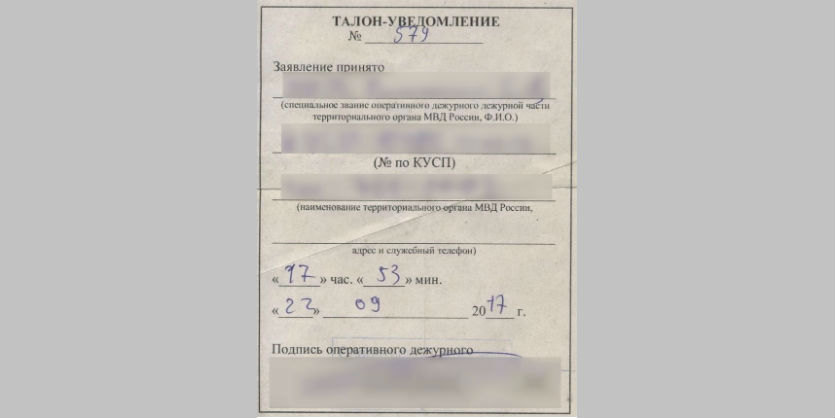 ТАЛОН-УВЕДОМЛЕНИЕ
№ 579
Заявление принято
(специальное звание оперативного дежурного дежурной части
территориального органа МВД России, Ф.И.О.)
(№ по КУСП)
(наименование территориального органа МВД России,
адрес и служебный телефон)
«17» час. «53» мин.
«23» 09 2017 г.
Подпись оперативного дежурного